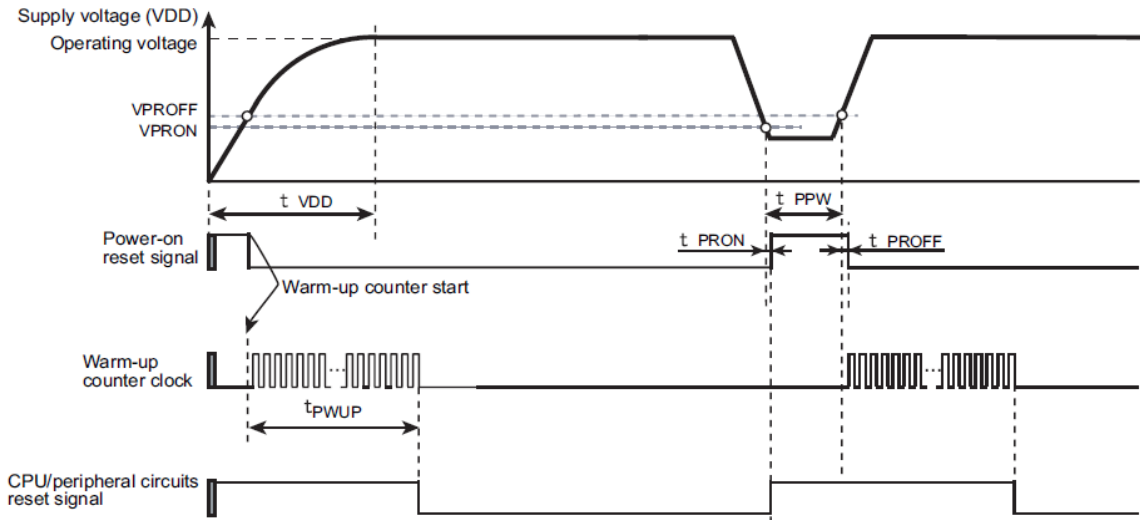 Supply voltage (VDD)
Operating voltage
VPROFF
VPRON
t VDD
t PPW
Power-on
reset signal
t PRON
t PROFF
Warm-up counter start
Warm-up
counter clock
tPWUP
CPU/peripheral circuits
reset signal